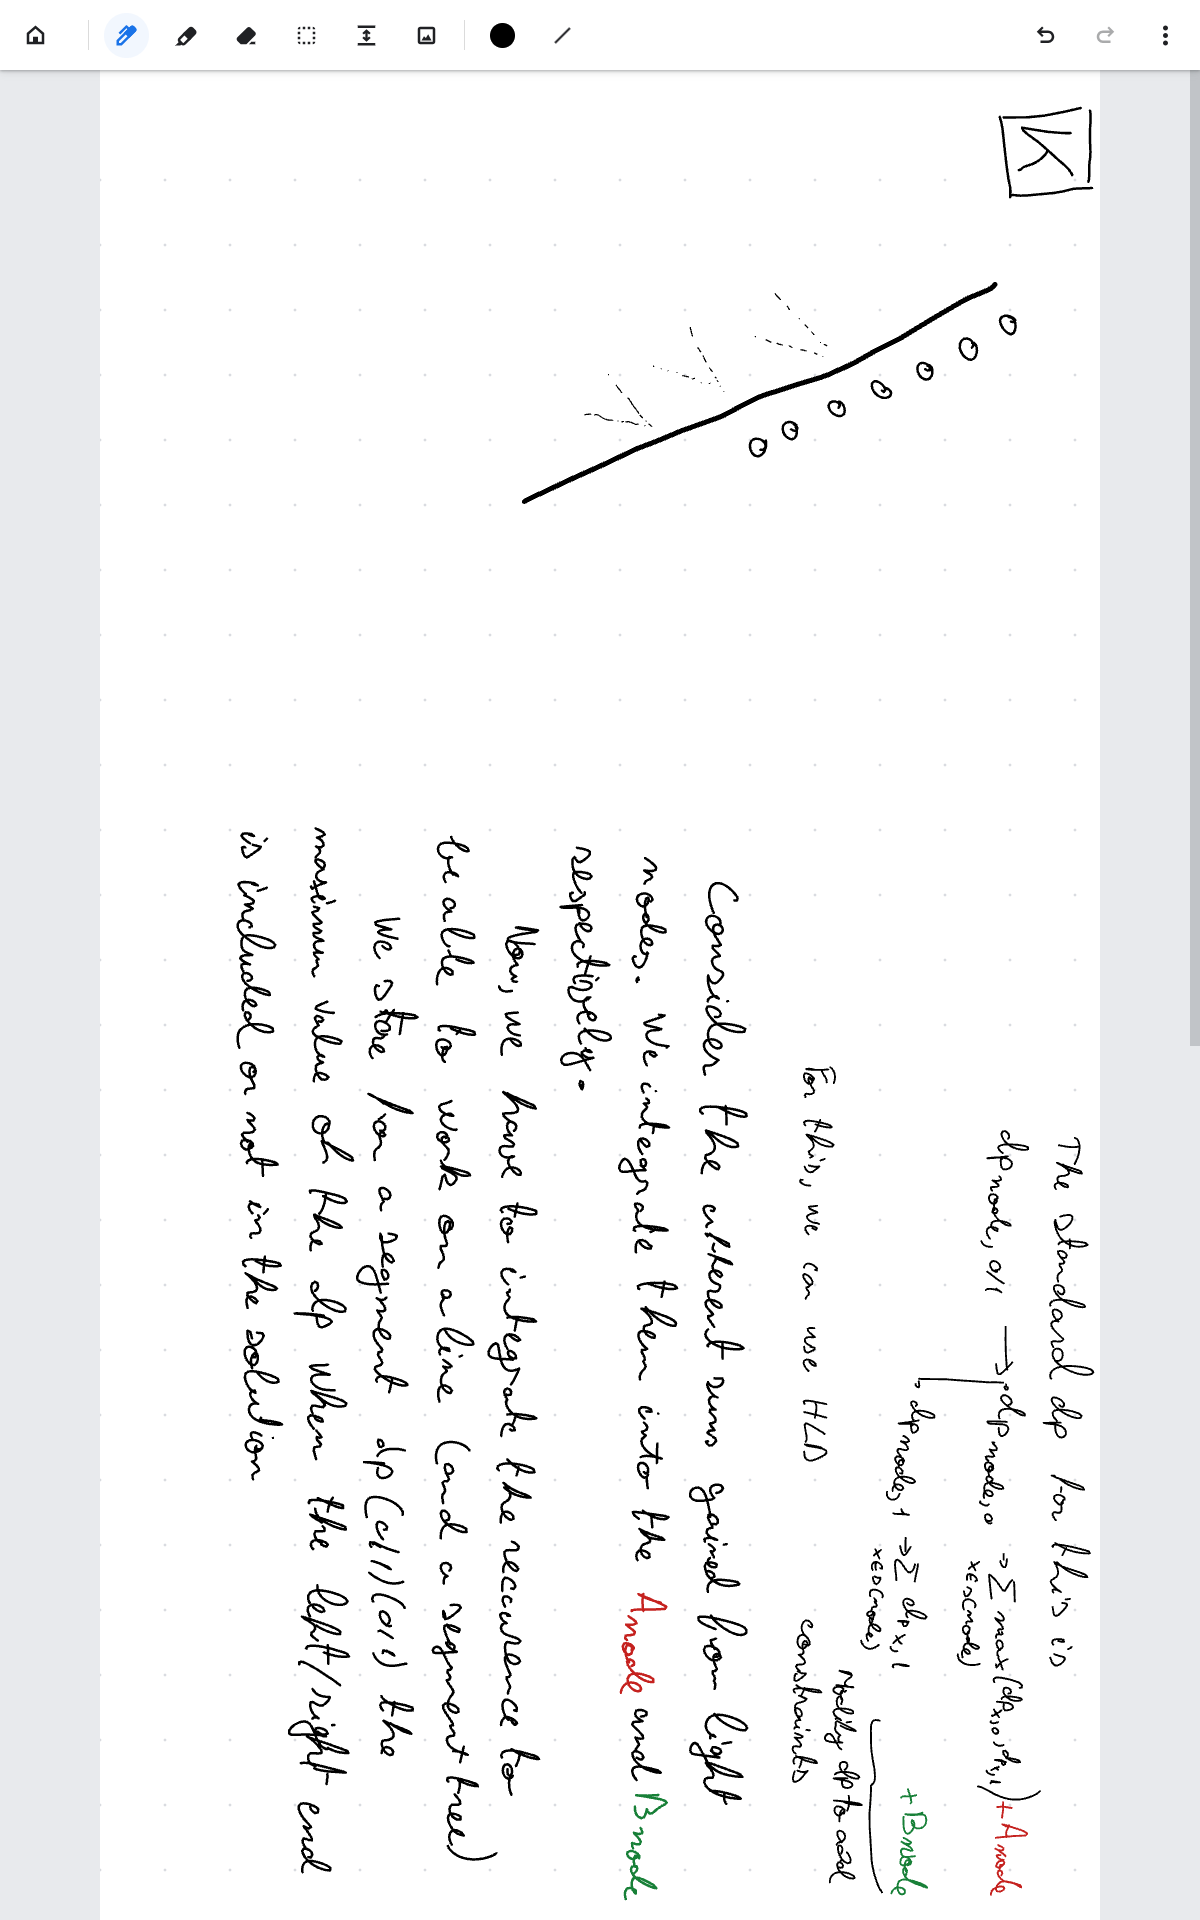 K
The standard dp for this is
dp node, 0/1 → dp node, 0 → Σ max(dp x,0, dp x,1) + A node
x∈S(node)
dp node, 1 → Σ dp x, 1 + B node
x∈S(node)
Modify dp to add
constraints
For this, we can use HLD
Consider the different sums gained from light
nodes. We integrate them into the A node and B node
respectively.
Now, we have to integrate the reccurence to
be able to work on a line (and a segment tree)
We store for a segment dp(0/1)(0/1) the
maximum value of the dp when the left/right end
is included or not in the solution